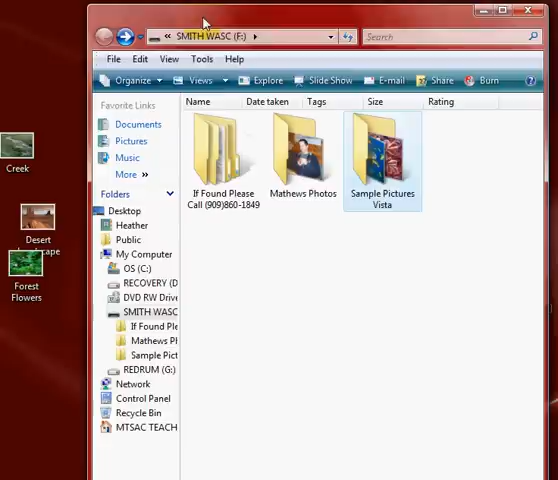 SMITH WASC (F:)
Search
File Edit View Tools Help
Organize Views Explore Slide Show E-mail Share Burn
Favorite Links
Name Date taken Tags Size Rating
Documents
Pictures
Music
More
Folders
If Found Please
Call (909)860-1849
Mathews Photos
Sample Pictures
Vista
Desktop
Heather
Public
My Computer
OS (C:)
RECOVERY (D
DVD RW Drive
SMITH WASC
If Found Ple
Mathews Ph
Sample Pict
REDRUM (G:)
Network
Control Panel
Recycle Bin
MTSAC TEACH
Creek
Desert
Forest
Flowers